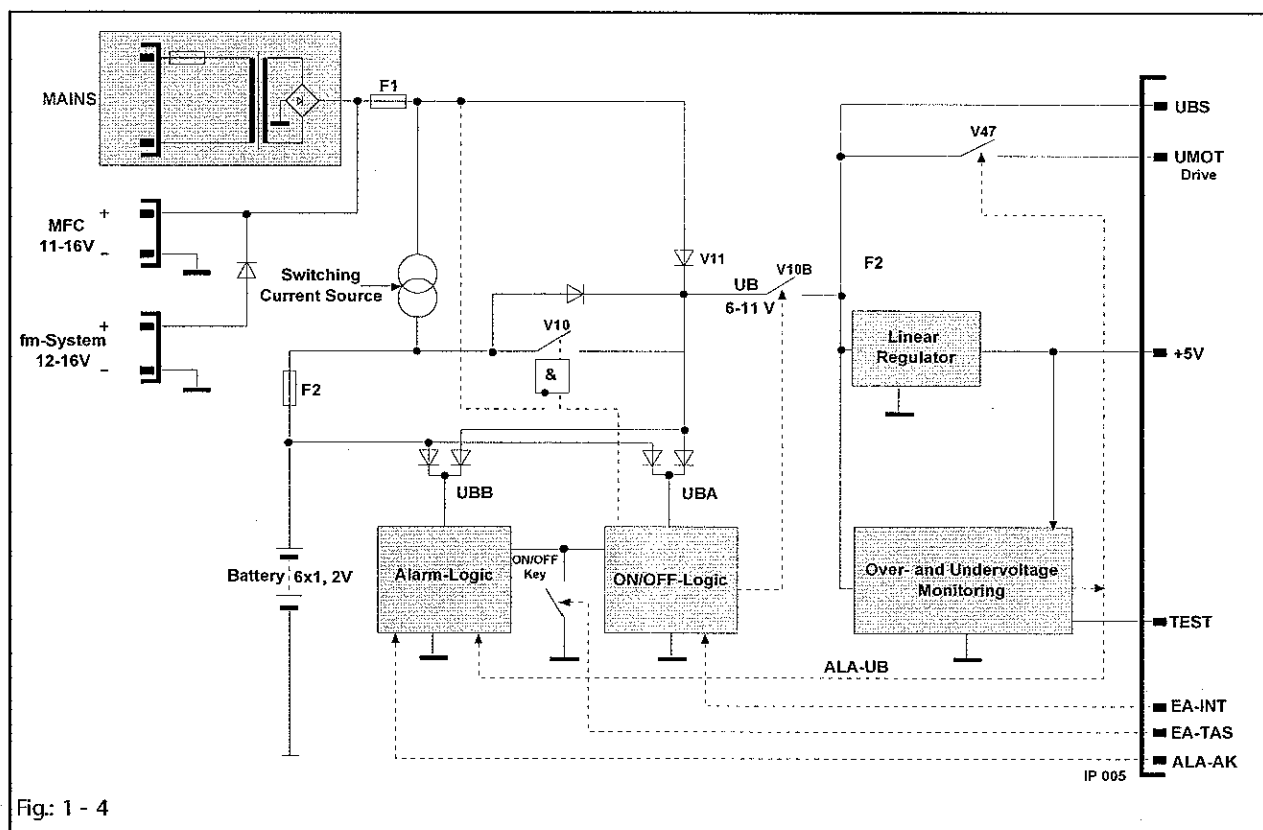 MAINS
F1
UBS
V47
UMOT
Drive
+
MFC
11-16V
-
V11
Switching
Current Source
UB
6-11 V
V10B
F2
+
fm-System
12-16V
-
V10
&
Linear
Regulator
+5V
F2
UBB
UBA
Battery 6x1, 2V
Alarm-Logic
ON/OFF
Key
ON/OFF-Logic
Over- and Undervoltage
Monitoring
TEST
ALA-UB
EA-INT
EA-TAS
ALA-AK
IP 005
Fig.: 1 - 4